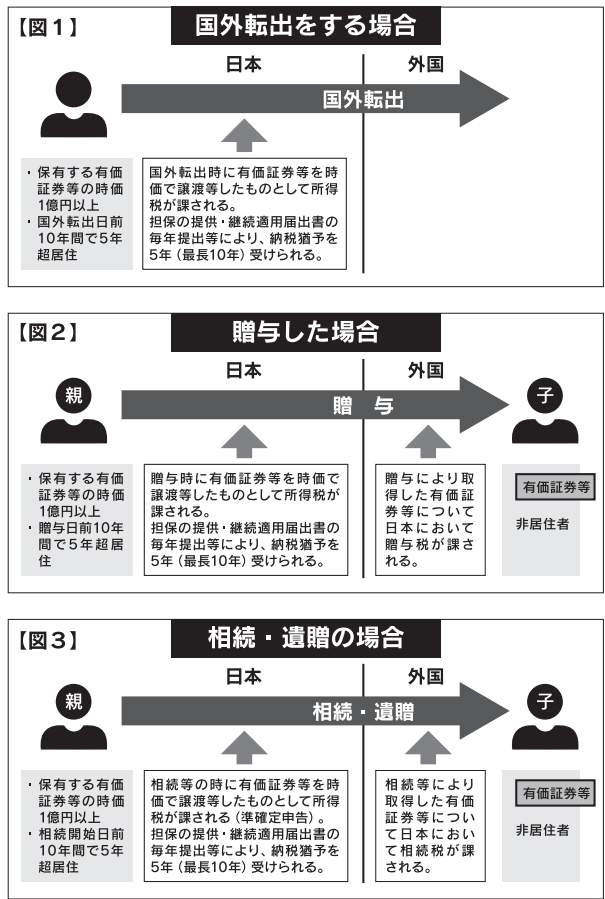 【図1】
国外転出をする場合
日本
外国
国外転出
・保有する有価
証券等の時価
1億円以上
・国外転出日前
10年間で5年
超居住
国外転出時に有価証券等を時
価で譲渡等したものとして所得
税が課される。
担保の提供・継続適用届出書の
毎年提出等により、納税猶予を
5年（最長10年）受けられる。
【図2】
贈与した場合
日本
外国
親
贈　与
子
・保有する有価
証券等の時価
1億円以上
・贈与日前10年
間で5年超居
住
贈与時に有価証券等を時価で
譲渡等したものとして所得税が
課される。
担保の提供・継続適用届出書の
毎年提出等により、納税猶予を
5年（最長10年）受けられる。
贈与により取
得した有価証
券等について
日本において
贈与税が課さ
れる。
有価証券等
非居住者
【図3】
相続・遺贈の場合
日本
外国
親
相続・遺贈
子
・保有する有価
証券等の時価
1億円以上
・相続開始日前
10年間で5年
超居住
相続等の時に有価証券等を時
価で譲渡等したものとして所得
税が課される（準確定申告）。
担保の提供・継続適用届出書の
毎年提出等により、納税猶予を
5年（最長10年）受けられる。
相続等により
取得した有価
証券等につい
て日本におい
て相続税が課
される。
有価証券等
非居住者